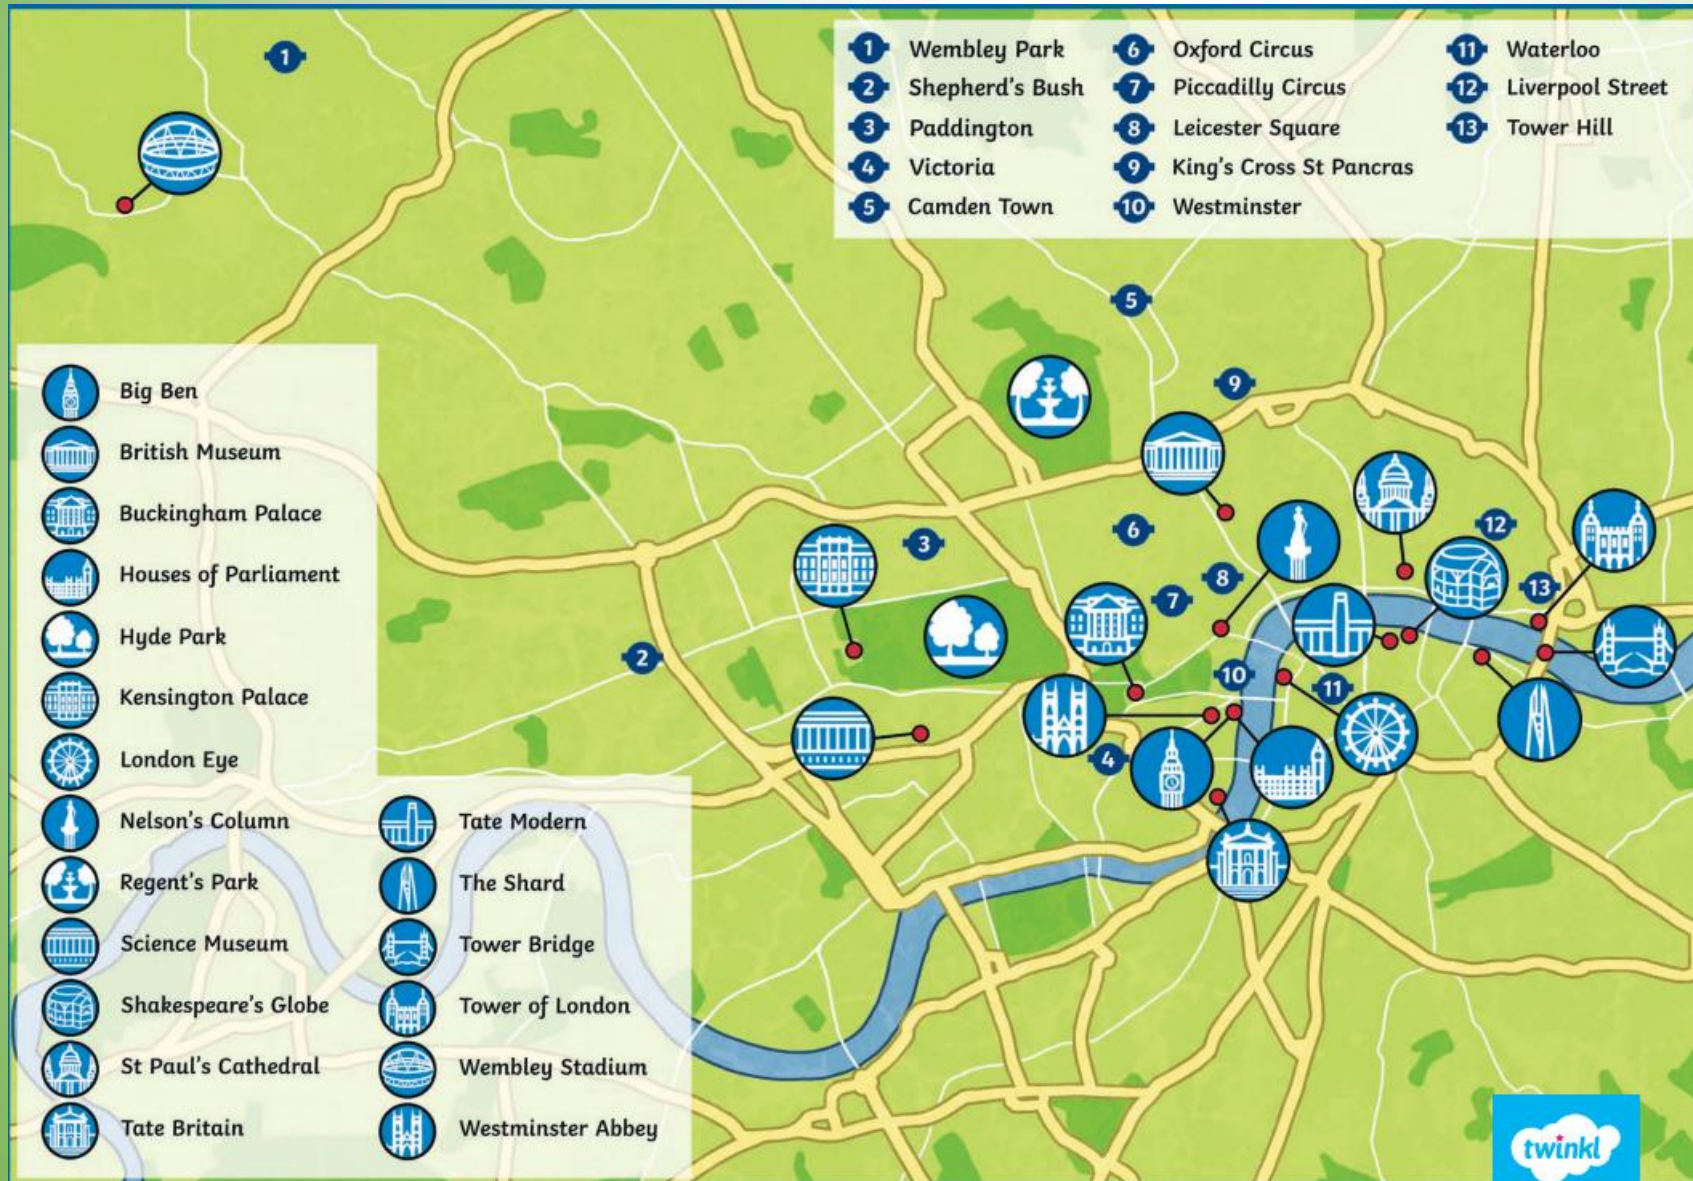 1 Wembley Park
2 Shepherd's Bush
3 Paddington
4 Victoria
5 Camden Town
6 Oxford Circus
7 Piccadilly Circus
8 Leicester Square
9 King's Cross St Pancras
10 Westminster
11 Waterloo
12 Liverpool Street
13 Tower Hill
1
5
9
6
12
3
8
13
7
2
10
11
4
Big Ben
British Museum
Buckingham Palace
Houses of Parliament
Hyde Park
Kensington Palace
London Eye
Nelson's Column
Regent's Park
Science Museum
Shakespeare's Globe
St Paul's Cathedral
Tate Britain
Tate Modern
The Shard
Tower Bridge
Tower of London
Wembley Stadium
Westminster Abbey
twinkl